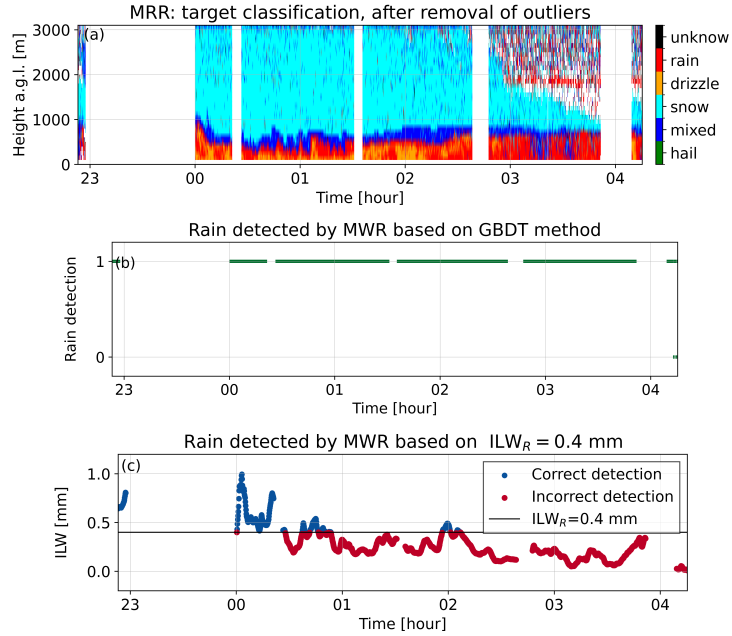 MRR: target classification, after removal of outliers
(a)
Height a.g.l. [m]
3000
2000
1000
0
23
00
01
02
03
04
Time [hour]
unknow
rain
drizzle
snow
mixed
hail
Rain detected by MWR based on GBDT method
(b)
Rain detection
1
0
23
00
01
02
03
04
Time [hour]
Rain detected by MWR based on ILW_R = 0.4 mm
(c)
ILW [mm]
1.0
0.5
0.0
Correct detection
Incorrect detection
ILW_R=0.4 mm
23
00
01
02
03
04
Time [hour]